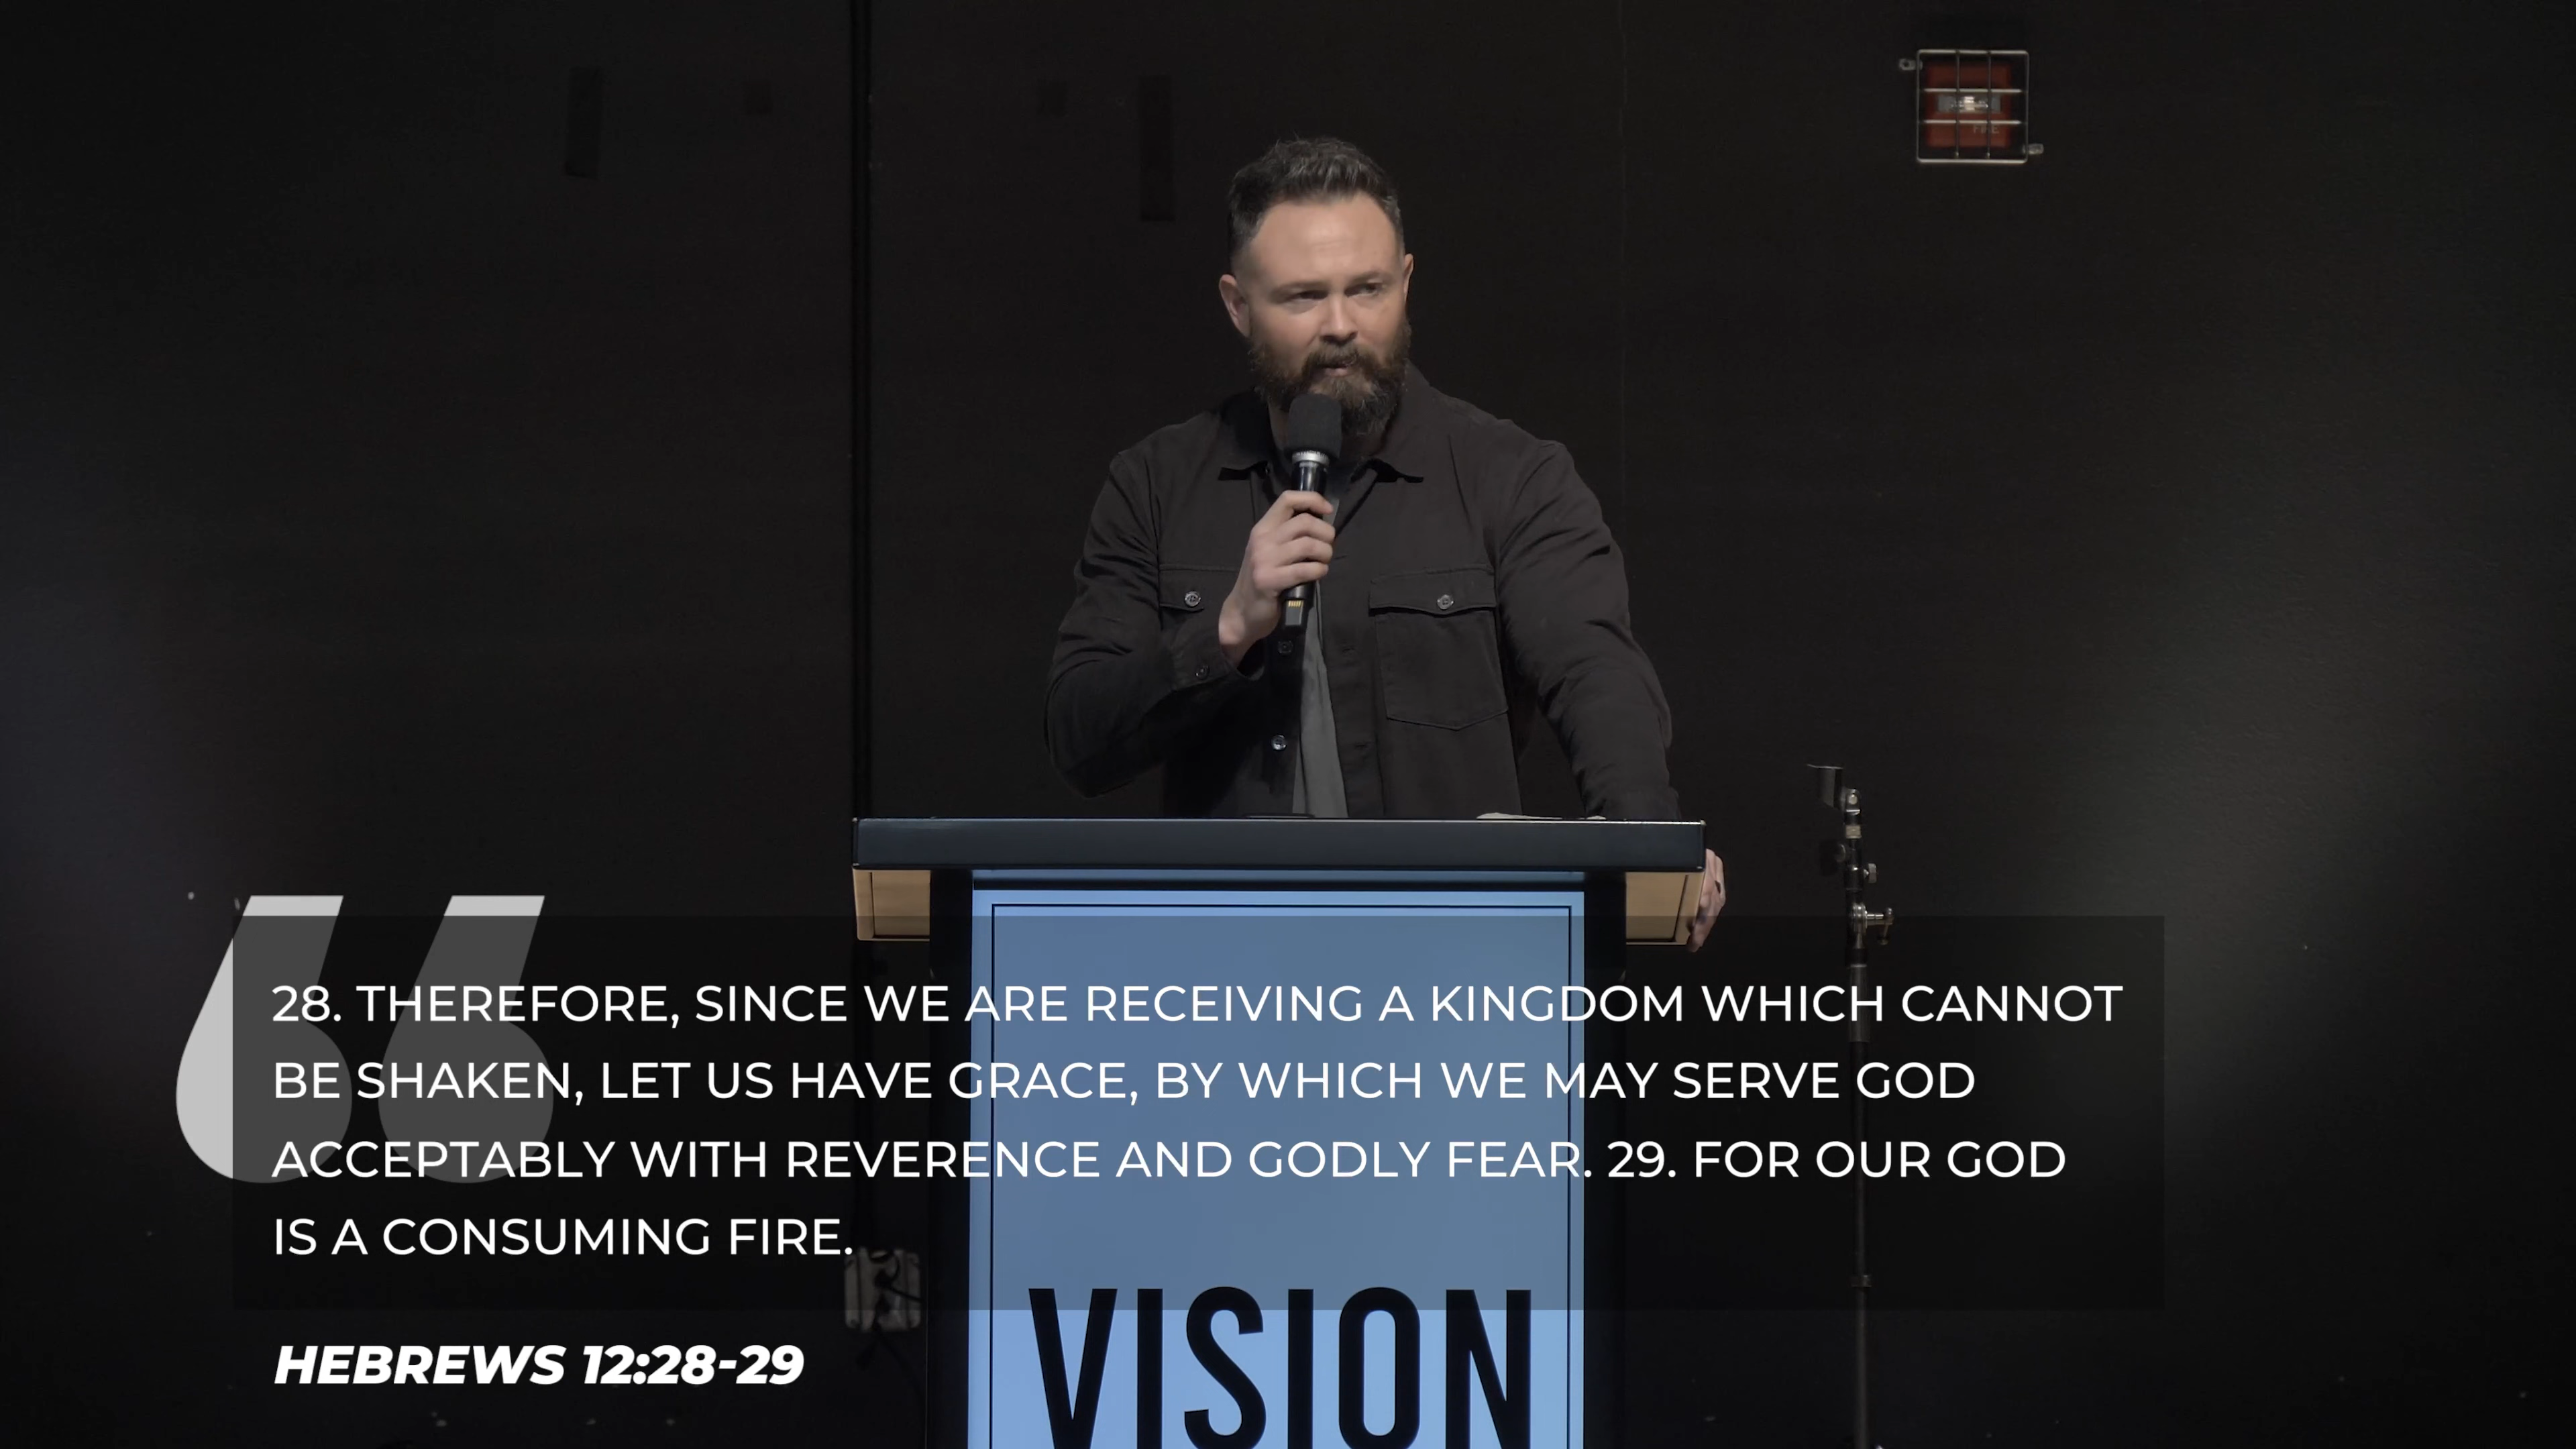 FIRE
28. THEREFORE, SINCE WE ARE RECEIVING A KINGDOM WHICH CANNOT
BE SHAKEN, LET US HAVE GRACE, BY WHICH WE MAY SERVE GOD
ACCEPTABLY WITH REVERENCE AND GODLY FEAR. 29. FOR OUR GOD
IS A CONSUMING FIRE.
VISION
HEBREWS 12:28-29